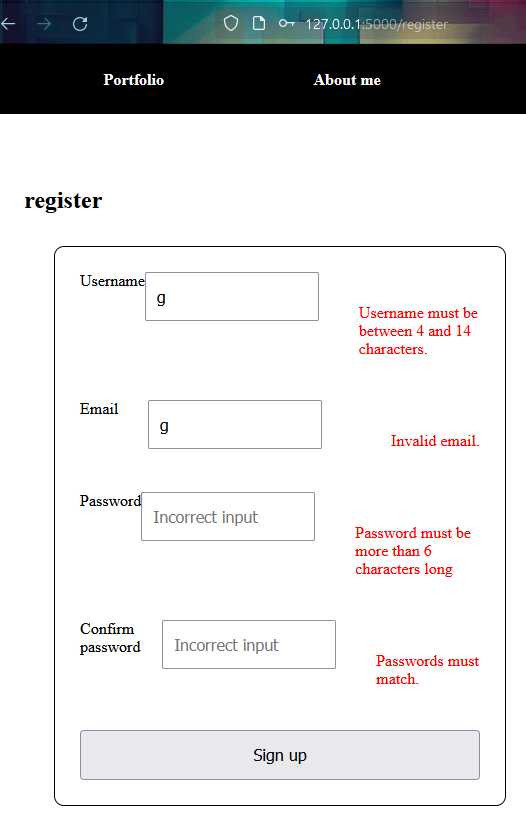 127.0.0.1:5000/register
Portfolio About me
register
Username g
Username must be
between 4 and 14
characters.
Email g
Invalid email.
Password Incorrect input
Password must be
more than 6
characters long
Confirm
password Incorrect input
Passwords must
match.
Sign up